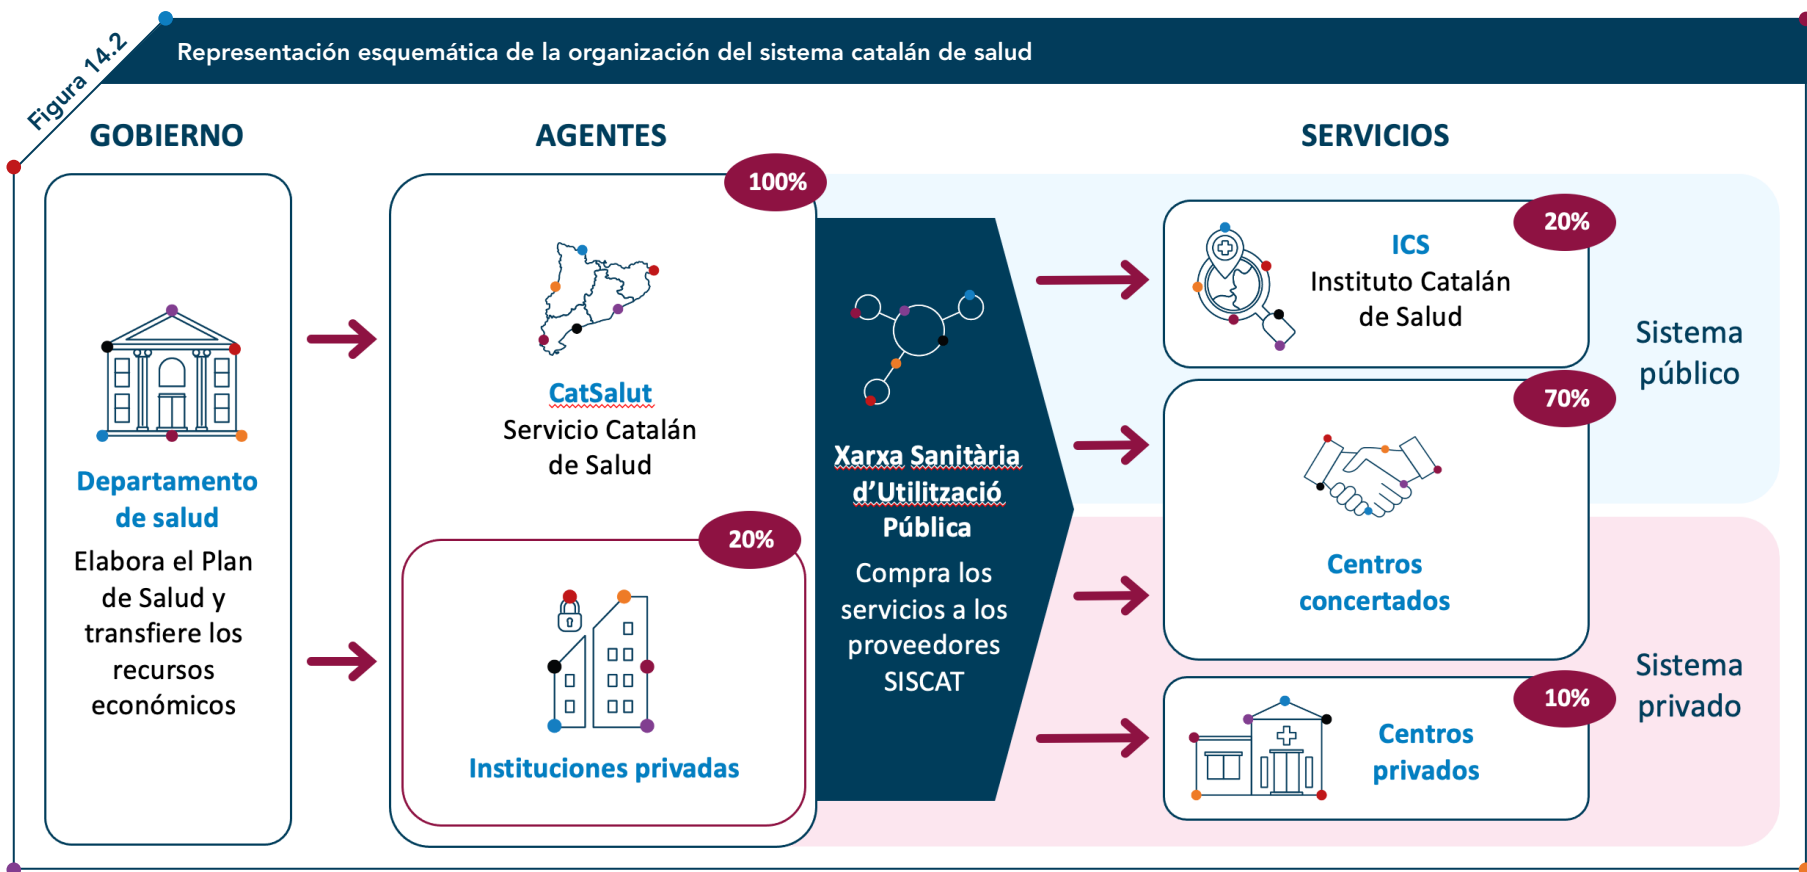 Figura 14.2
Representación esquemática de la organización del sistema catalán de salud
GOBIERNO
Departamento
de salud
Elabora el Plan
de Salud y
transfiere los
recursos
económicos
AGENTES
100%
CatSalut
Servicio Catalán
de Salud
20%
Instituciones privadas
Xarxa Sanitària
d’Utilització
Pública
Compra los
servicios a los
proveedores
SISCAT
SERVICIOS
20%
ICS
Instituto Catalán
de Salud
70%
Centros
concertados
10%
Centros
privados
Sistema
público
Sistema
privado